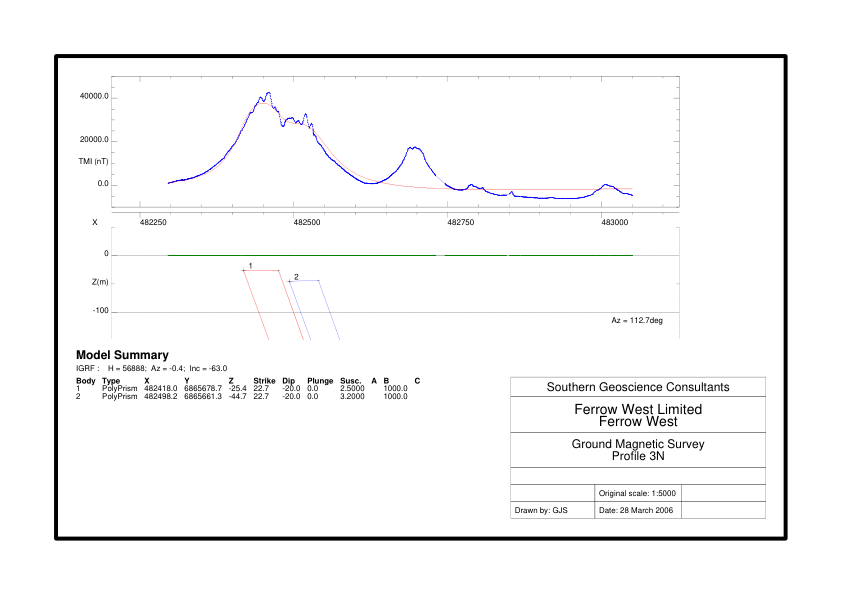 40000.0
20000.0
TMI (nT)
0.0
X 482250 482500 482750 483000
0
1
2
Z(m)
-100
Az = 112.7deg
Model Summary
IGRF : H = 56888; Az = -0.4; Inc = -63.0
Body Type X Y Z Strike Dip Plunge Susc. A B C
1 PolyPrism 482418.0 6865678.7 -25.4 22.7 -20.0 0.0 2.5000 1000.0
2 PolyPrism 482498.2 6865661.3 -44.7 22.7 -20.0 0.0 3.2000 1000.0
Southern Geoscience Consultants
Ferrow West Limited
Ferrow West
Ground Magnetic Survey
Profile 3N
Original scale: 1:5000
Drawn by: GJS Date: 28 March 2006